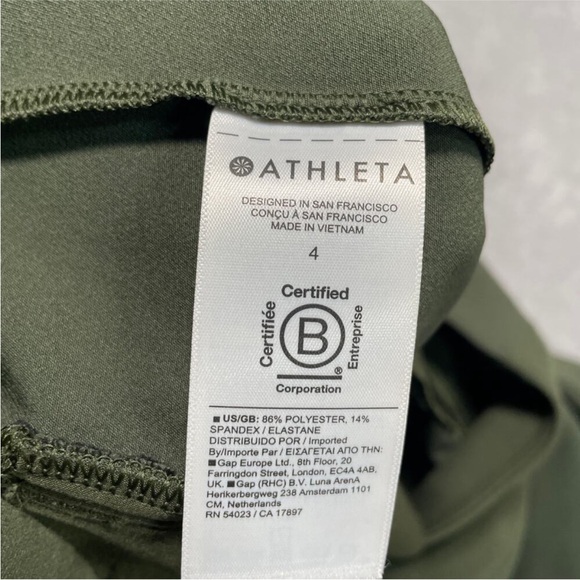 ATHLETA
DESIGNED IN SAN FRANCISCO
CONÇU À SAN FRANCISCO
MADE IN VIETNAM
4
Certified
Certifiée
B
Entreprise
®
Corporation
■ US/GB: 86% POLYESTER, 14%
SPANDEX / ELASTANE
DISTRIBUIDO POR / Imported
By/Importe Par / ΕΙΣΑΓΕΤΑΙ ΑΠΟ ΤΗΝ:
■ Gap Europe Ltd., 8th Floor, 20
Farringdon Street, London, EC4A 4AB,
UK. ■ Gap (RHC) B.V. Luna ArenA
Herikerbergweg 238 Amsterdam 1101
CM, Netherlands
RN 54023 / CA 17897